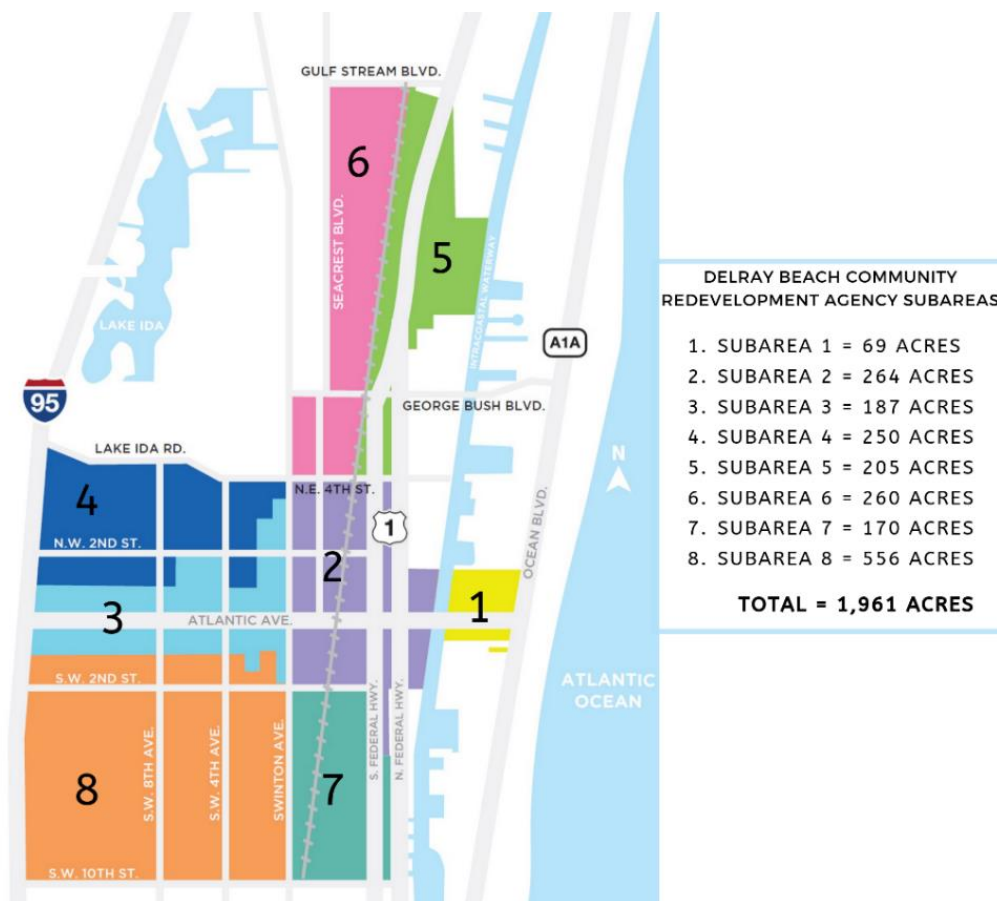 GULF STREAM BLVD.
6
SEACREST BLVD.
5
INTRACOASTAL WATERWAY
LAKE IDA
A1A
95
GEORGE BUSH BLVD.
LAKE IDA RD.
N
4
N.E. 4TH ST.
1
OCEAN BLVD.
N.W. 2ND ST.
2
3
ATLANTIC AVE.
1
S.W. 2ND ST.
ATLANTIC
OCEAN
S.W. 8TH AVE.
S.W. 4TH AVE.
SWINTON AVE.
S. FEDERAL HWY.
N. FEDERAL HWY.
8
7
S.W. 10TH ST.
DELRAY BEACH COMMUNITY
REDEVELOPMENT AGENCY SUBAREAS
1. SUBAREA 1 = 69 ACRES
2. SUBAREA 2 = 264 ACRES
3. SUBAREA 3 = 187 ACRES
4. SUBAREA 4 = 250 ACRES
5. SUBAREA 5 = 205 ACRES
6. SUBAREA 6 = 260 ACRES
7. SUBAREA 7 = 170 ACRES
8. SUBAREA 8 = 556 ACRES
TOTAL = 1,961 ACRES